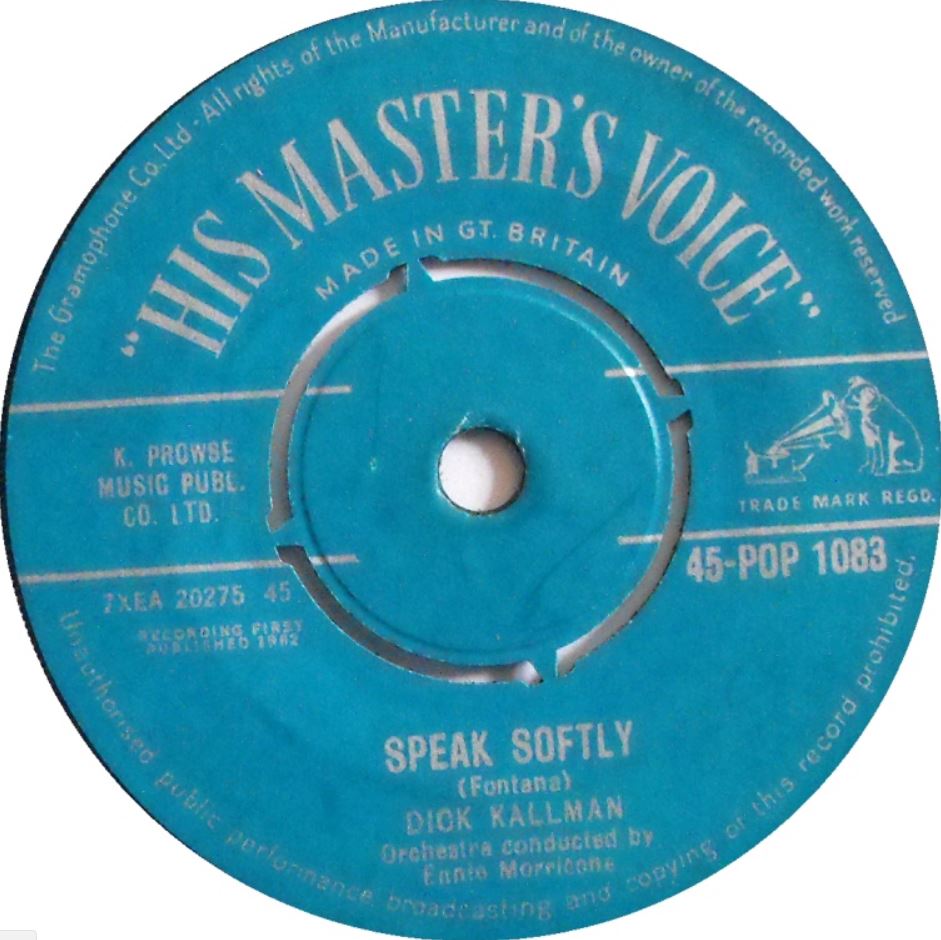 The Gramophone Co. Ltd · All rights of the Manufacturer and of the owner of the recorded work reserved
"HIS MASTER'S VOICE"
MADE IN GT. BRITAIN
K. PROWSE
MUSIC PUBL.
CO. LTD.
TRADE MARK REGD.
45-POP 1083
7XEA 20275 45
RECORDING FIRST
PUBLISHED 1962
SPEAK SOFTLY
(Fontana)
DICK KALLMAN
Orchestra conducted by
Ennio Morricone
Unauthorised public performance broadcasting and copying of this record prohibited.